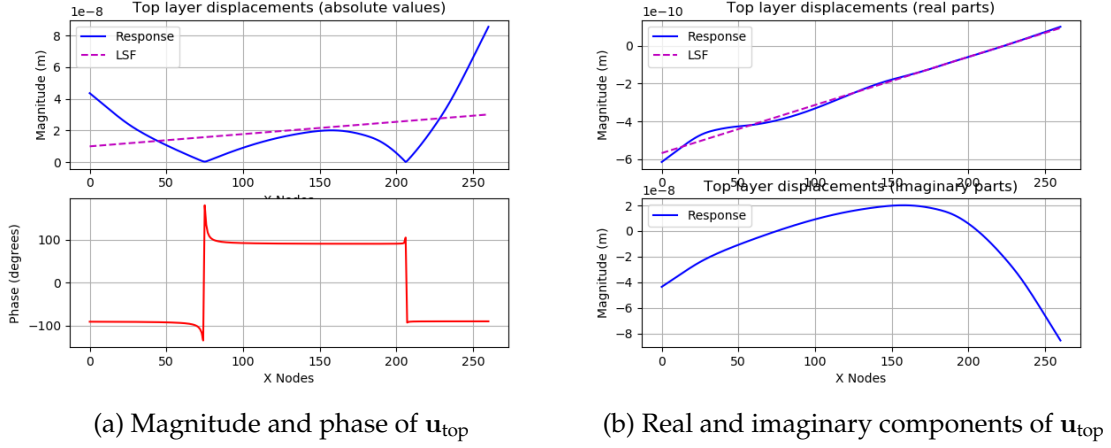 Top layer displacements (absolute values)
1e−8
Response
LSF
Magnitude (m)
8
6
4
2
0
0 50 100 150 200 250
X Nodes
Phase (degrees)
100
0
−100
0 50 100 150 200 250
X Nodes
(a) Magnitude and phase of u_top
1e−10
Top layer displacements (real parts)
Response
LSF
Magnitude (m)
0
−2
−4
−6
0 50 100 150 200 250
1e−8
Top layer displacements (imaginary parts)
Response
Magnitude (m)
2
0
−2
−4
−6
−8
0 50 100 150 200 250
X Nodes
(b) Real and imaginary components of u_top